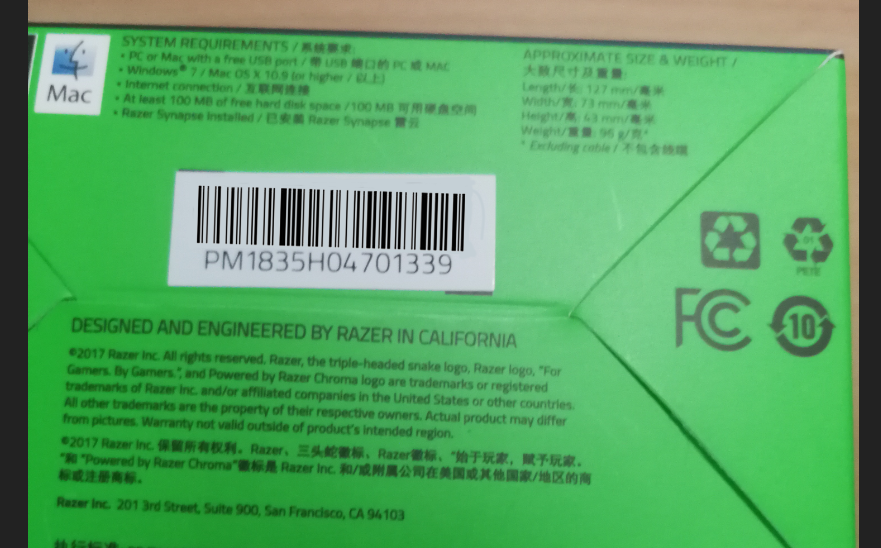 Mac
SYSTEM REQUIREMENTS / 系统要求:
• PC or Mac with a free USB port / 带 USB 端口的 PC 或 MAC
• Windows® 7 / Mac OS X 10.9 (or higher / 以上)
• Internet connection / 互联网连接
• At least 100 MB of free hard disk space /100 MB 可用硬盘空间
• Razer Synapse Installed / 已安装 Razer Synapse 雷云
APPROXIMATE SIZE & WEIGHT /
大致尺寸及重量:
Length/长: 127 mm/毫米
Width/宽: 73 mm/毫米
Height/高: 43 mm/毫米
Weight/重量: 96 g/克*
* Excluding cable / 不包含线缆
PM1835H04701339
01
PETE
FC
10
DESIGNED AND ENGINEERED BY RAZER IN CALIFORNIA
©2017 Razer Inc. All rights reserved. Razer, the triple-headed snake logo, Razer logo, "For
Gamers. By Gamers.", and Powered by Razer Chroma logo are trademarks or registered
trademarks of Razer Inc. and/or affiliated companies in the United States or other countries.
All other trademarks are the property of their respective owners. Actual product may differ
from pictures. Warranty not valid outside of product's intended region.
©2017 Razer Inc. 保留所有权利。Razer、三头蛇徽标、Razer徽标、"始于玩家，赋予玩家。
"和 "Powered by Razer Chroma"徽标是 Razer Inc. 和/或附属公司在美国或其他国家/地区的商
标或注册商标。
Razer Inc. 201 3rd Street, Suite 900, San Francisco, CA 94103
执行标准